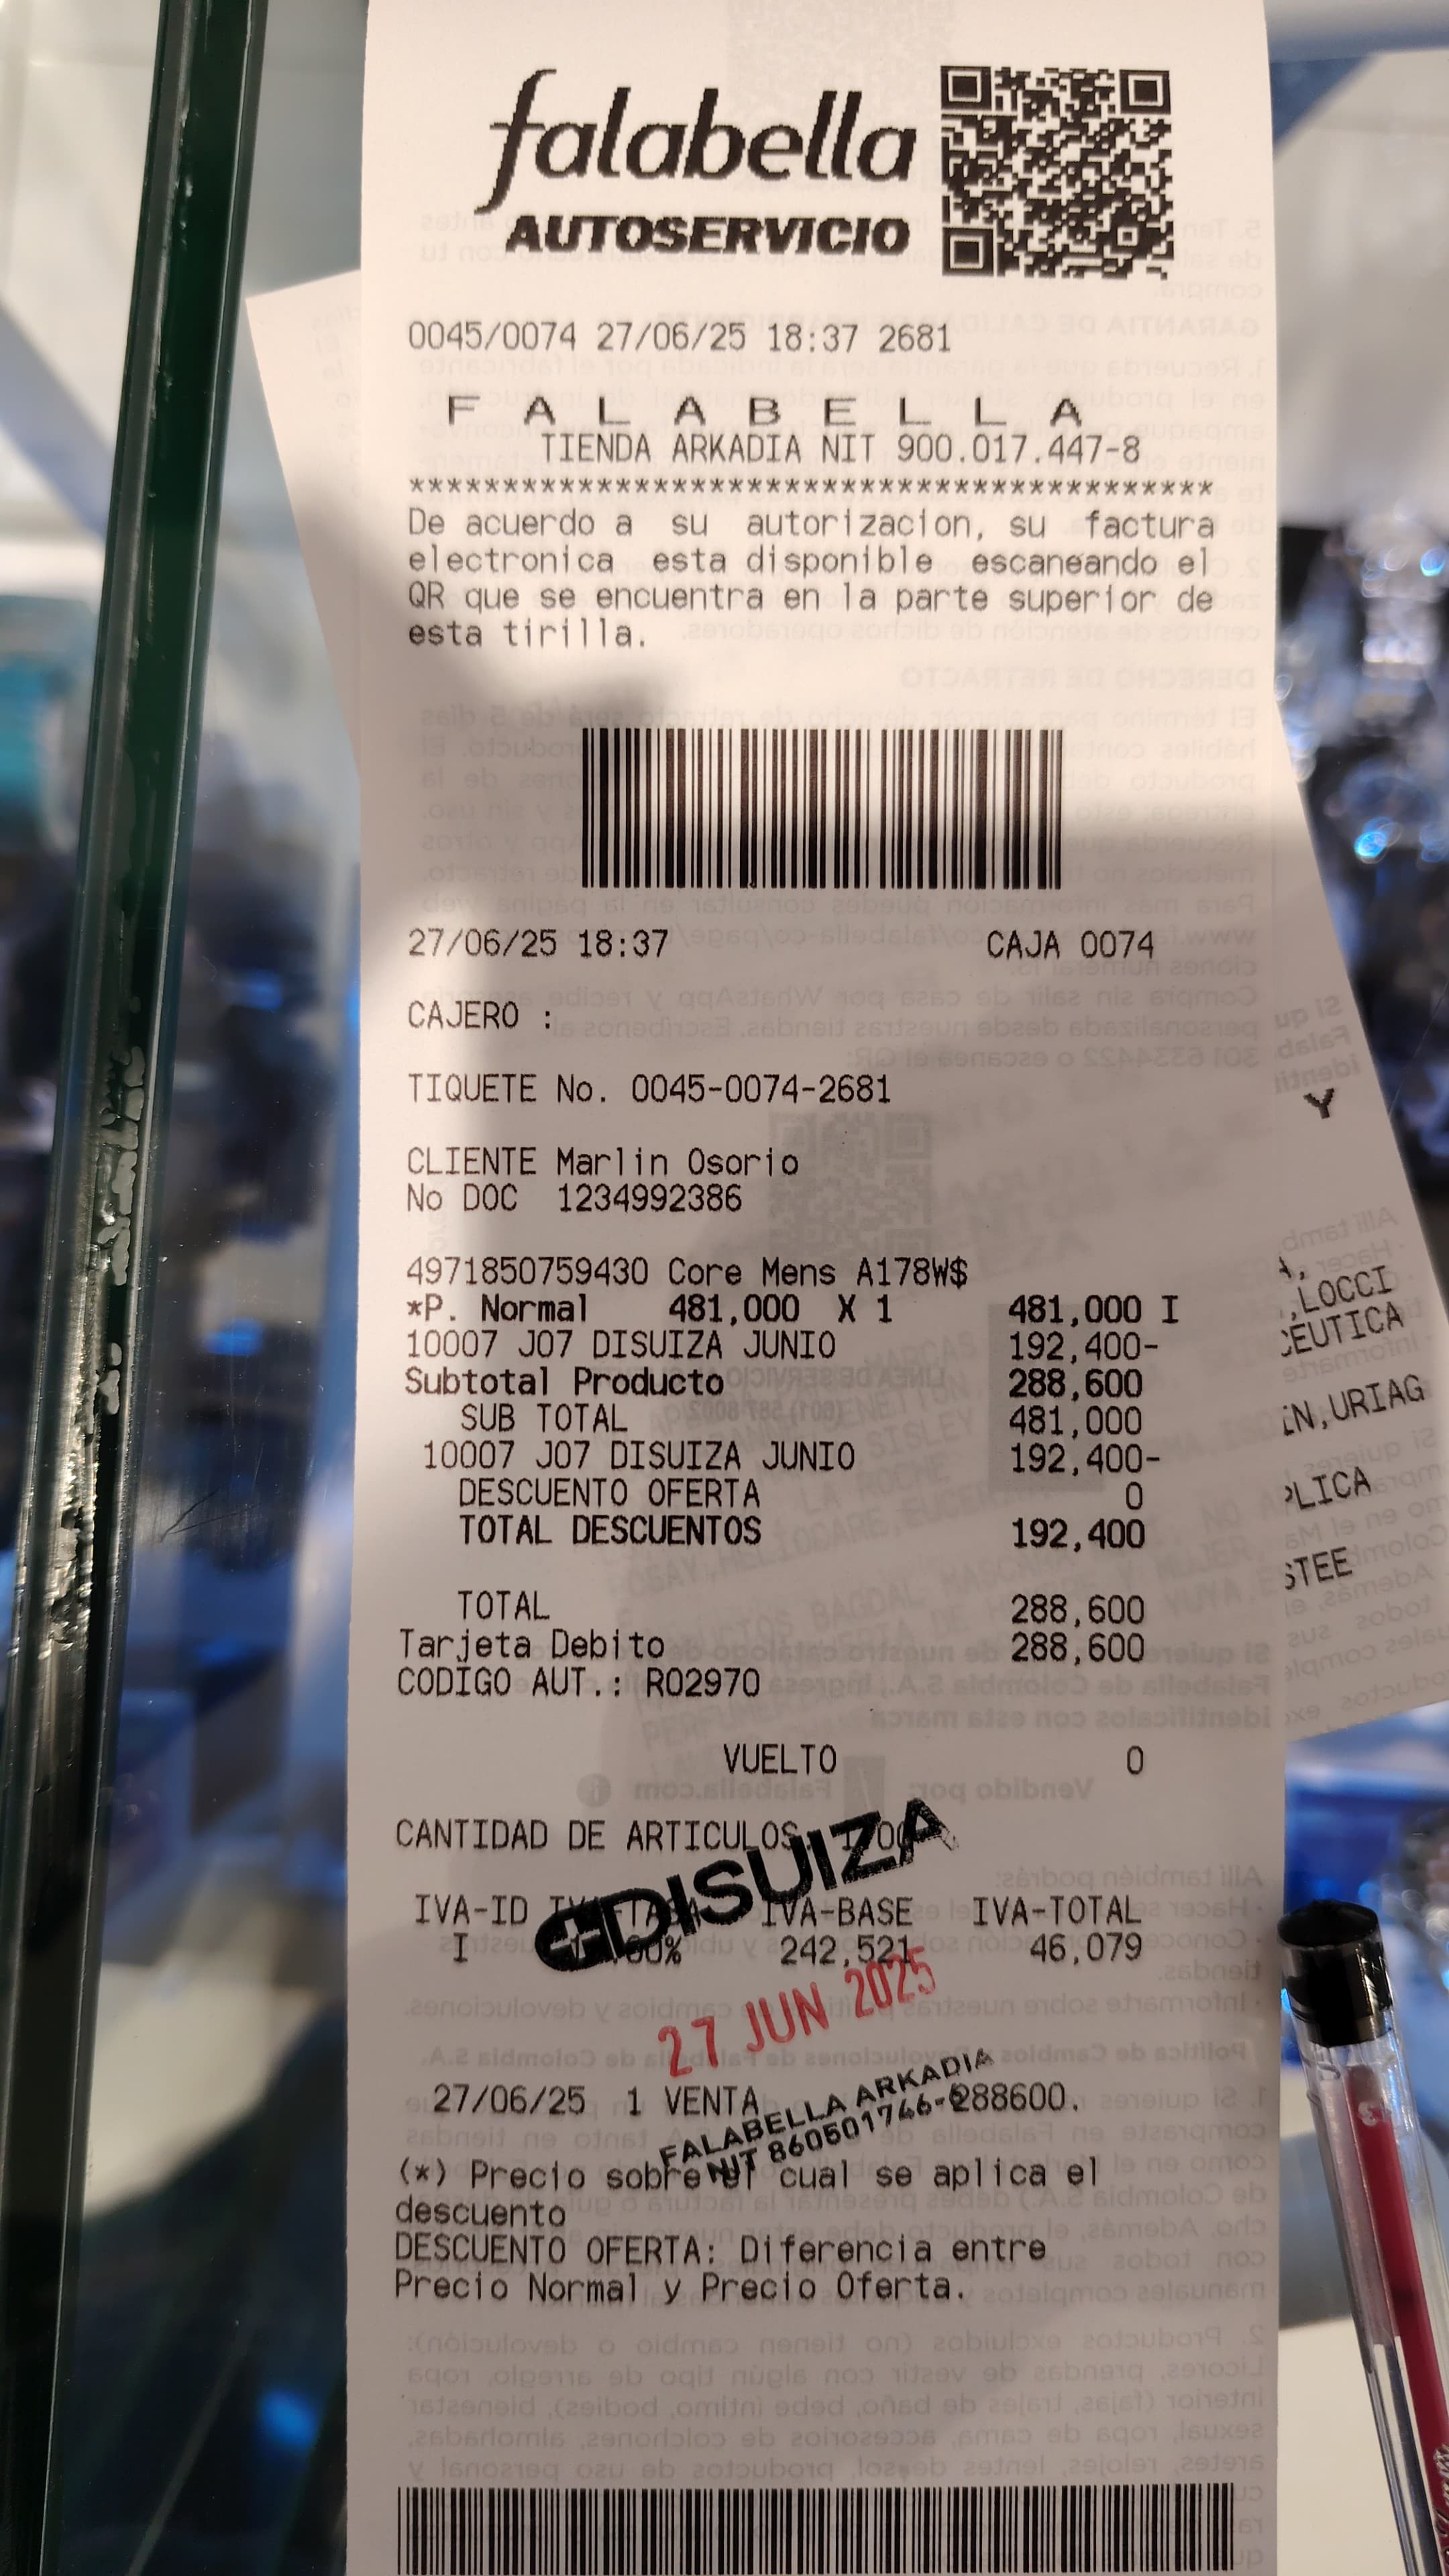 falabella
AUTOSERVICIO
0045/0074 27/06/25 18:37 2681
F A L A B E L L A
TIENDA ARKADIA NIT 900.017.447-8
*******************************************
De acuerdo a su autorizacion, su factura
electronica esta disponible escaneando el
QR que se encuentra en la parte superior de
esta tirilla.
27/06/25 18:37 CAJA 0074
CAJERO :
TIQUETE No. 0045-0074-2681
CLIENTE Marlin Osorio
No DOC 1234992386
4971850759430 Core Mens A178W$
*P. Normal 481,000 X 1 481,000 I
10007 J07 DISUIZA JUNIO 192,400-
Subtotal Producto 288,600
SUB TOTAL 481,000
10007 J07 DISUIZA JUNIO 192,400-
DESCUENTO OFERTA 0
TOTAL DESCUENTOS 192,400
TOTAL 288,600
Tarjeta Debito 288,600
CODIGO AUT.: R02970
VUELTO 0
CANTIDAD DE ARTICULOS
DISUIZA
IVA-ID IVA-BASE IVA-TOTAL
I 242,521 46,079
27 JUN 2025
27/06/25 1 VENTA 288600.
FALABELLA ARKADIA
NIT 860501746-
(*) Precio sobre el cual se aplica el
descuento
DESCUENTO OFERTA: Diferencia entre
Precio Normal y Precio Oferta.
Y
,LOCCI
CEUTICA
EN,URIAG
PLICA
STEE